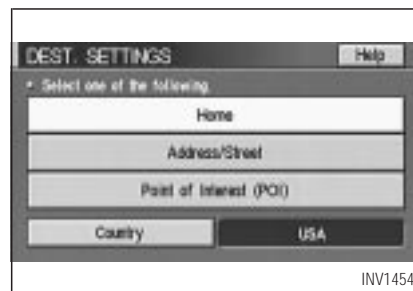 DEST. SETTINGS Help
• Select one of the following.
Home
Address/Street
Point of Interest (POI)
Country USA
INV1454